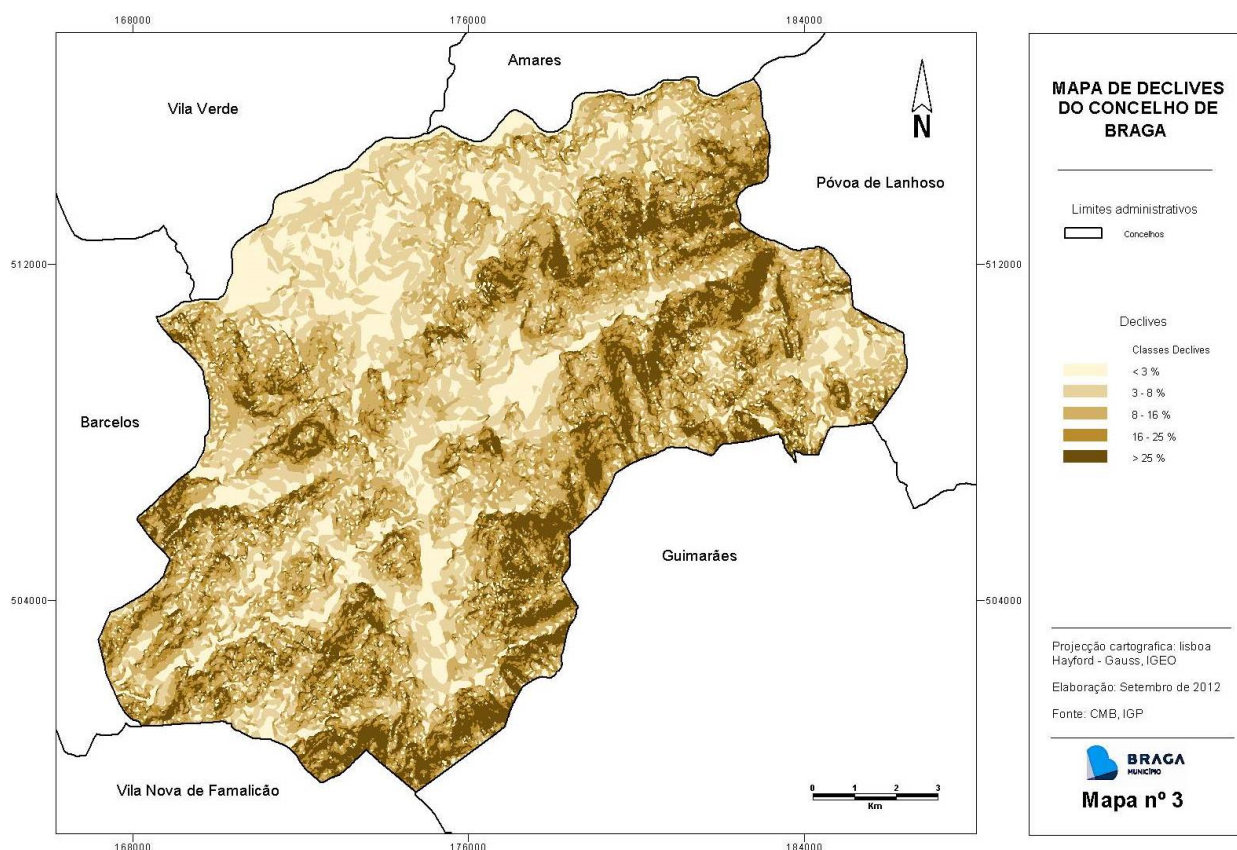 168000
176000
184000
Amares
Vila Verde
N
Póvoa de Lanhoso
512000
512000
Barcelos
Guimarães
504000
504000
Vila Nova de Famalicão
0 1 2 3
Km
168000
176000
184000
MAPA DE DECLIVES
DO CONCELHO DE
BRAGA
Limites administrativos
Concelhos
Declives
Classes Declives
< 3 %
3 - 8 %
8 - 16 %
16 - 25 %
> 25 %
Projecção cartografica: lisboa
Hayford - Gauss, IGEO
Elaboração: Setembro de 2012
Fonte: CMB, IGP
BRAGA
MUNICÍPIO
Mapa nº 3